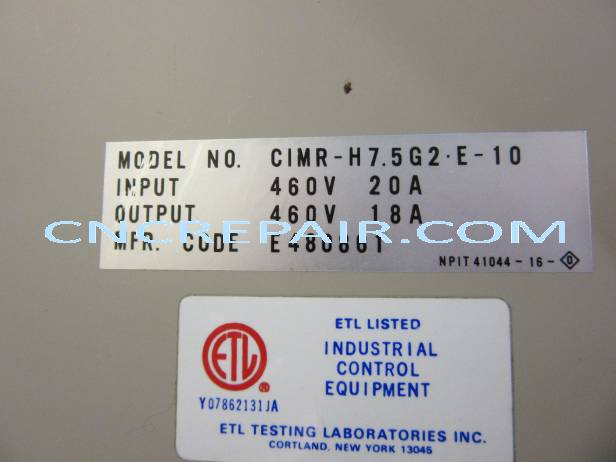 MODEL NO. CIMR-H7.5G2·E-10
INPUT 460V 20A
OUTPUT 460V 18A
CNCREPAIR.COM
MFR. CODE
NPIT 41044-16-
ETL LISTED
ETL
®
INDUSTRIAL
CONTROL
EQUIPMENT
Y07862131JA
ETL TESTING LABORATORIES INC.
CORTLAND, NEW YORK 13045